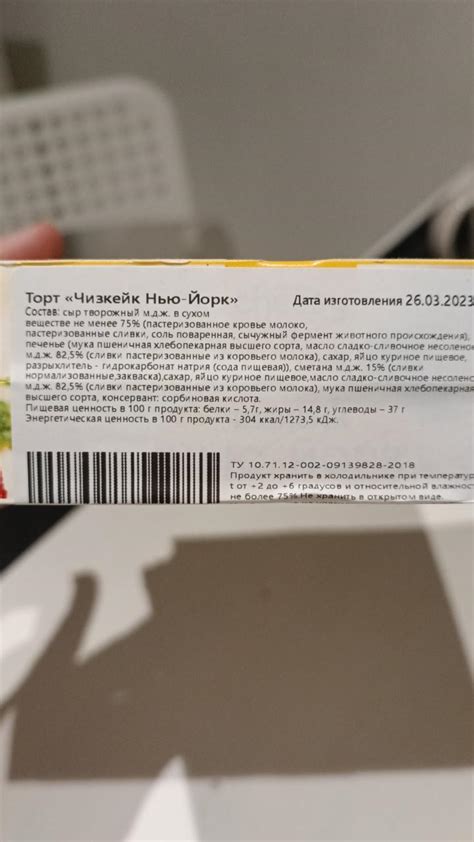 Торт «Чизкейк Нью-Йорк» Дата изготовления 26.03.2023
Состав: сыр творожный м.д.ж. в сухом
веществе не менее 75% (пастеризованное кровье молоко,
пастеризованные сливки, соль поваренная, сычужный фермент животного происхождения),
печенье (мука пшеничная хлебопекарная высшего сорта, масло сладко-сливочное несоленое
м.д.ж. 82,5% (сливки пастеризованные из коровьего молока), сахар, яйцо куриное пищевое,
разрыхлитель - гидрокарбонат натрия (сода пищевая)), сметана м.д.ж. 15% (сливки
нормализованные,закваска),сахар, яйцо куриное пищевое,масло сладко-сливочное несолено
м.д.ж. 82,5% (сливки пастеризованные из коровьего молока), мука пшеничная хлебопекарная
высшего сорта, консервант: сорбиновая кислота.
Пищевая ценность в 100 г продукта: белки – 5,7г, жиры – 14,8 г, углеводы – 37 г
Энергетическая ценность в 100 г продукта - 304 ккал/1273,5 кДж.
ТУ 10.71.12-002-09139828-2018
Продукт хранить в холодильнике при температур
t от +2 до +6 градусов и относительной влажнос
не более 75% Не хранить в открытом виде.